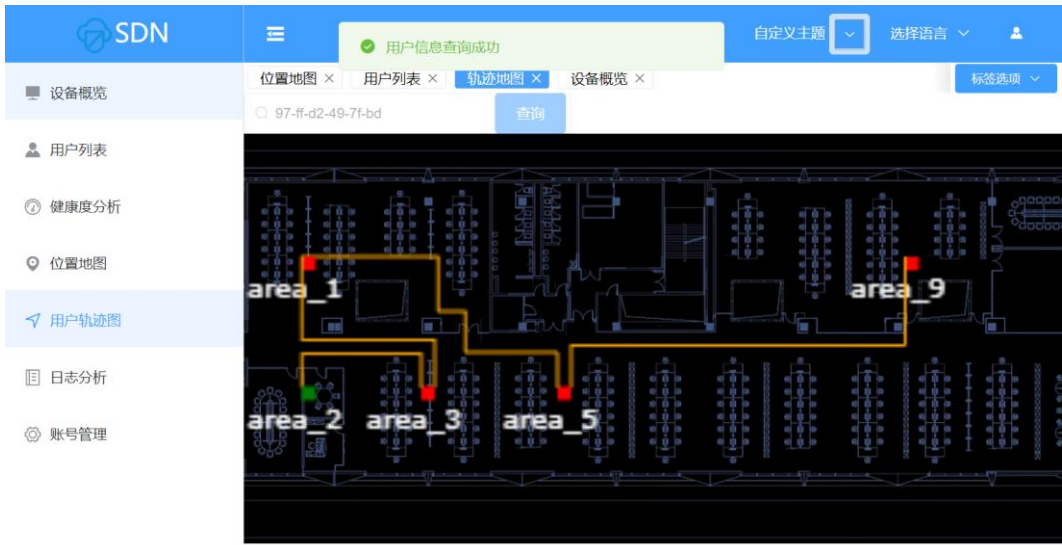 SDN
用户信息查询成功
自定义主题
选择语言
设备概览
用户列表
健康度分析
位置地图
用户轨迹图
日志分析
账号管理
位置地图 × 用户列表 × 轨迹地图 × 设备概览 ×
标签选项
97-ff-d2-49-7f-bd
查询
area_1
area_9
area_2 area_3 area_5